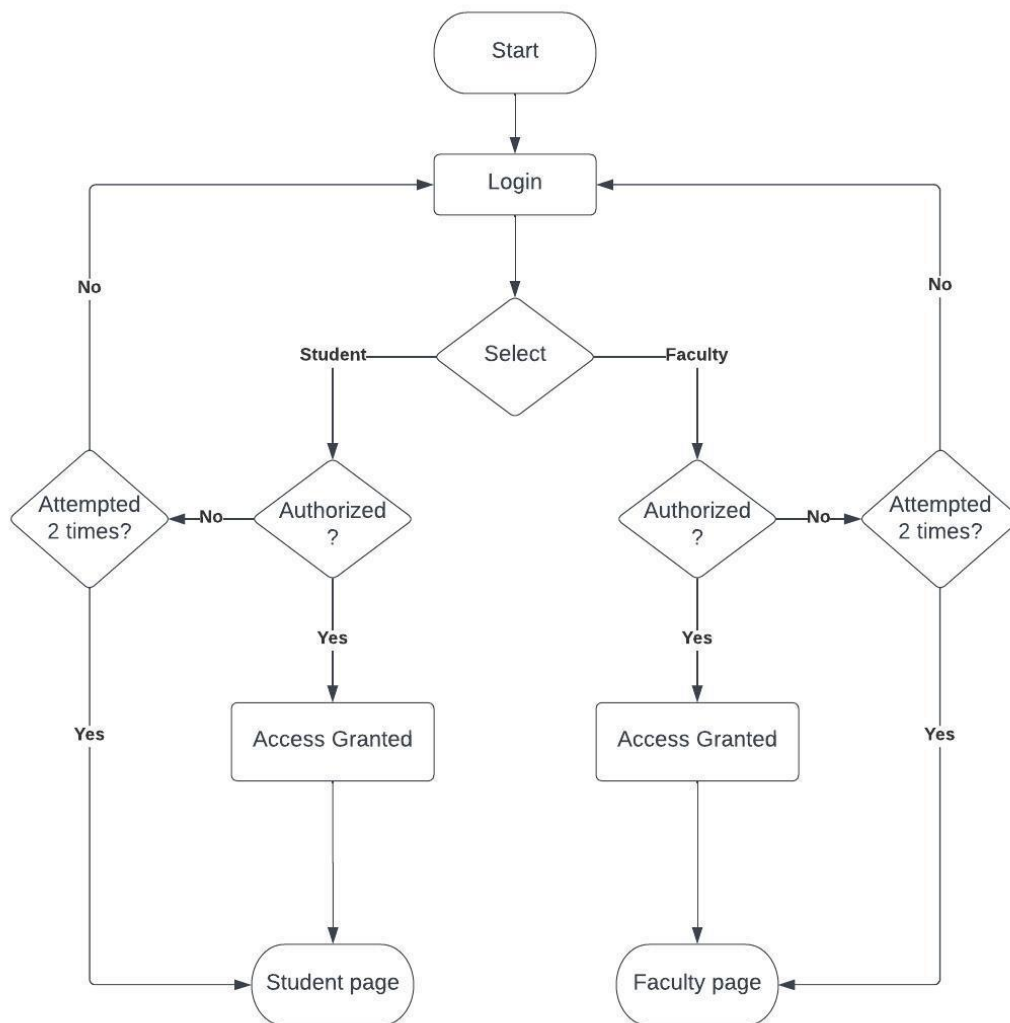 Start
Login
No
No
Student
Select
Faculty
Attempted
2 times?
No
Authorized
?
Authorized
?
No
Attempted
2 times?
Yes
Yes
Yes
Access Granted
Access Granted
Yes
Student page
Faculty page